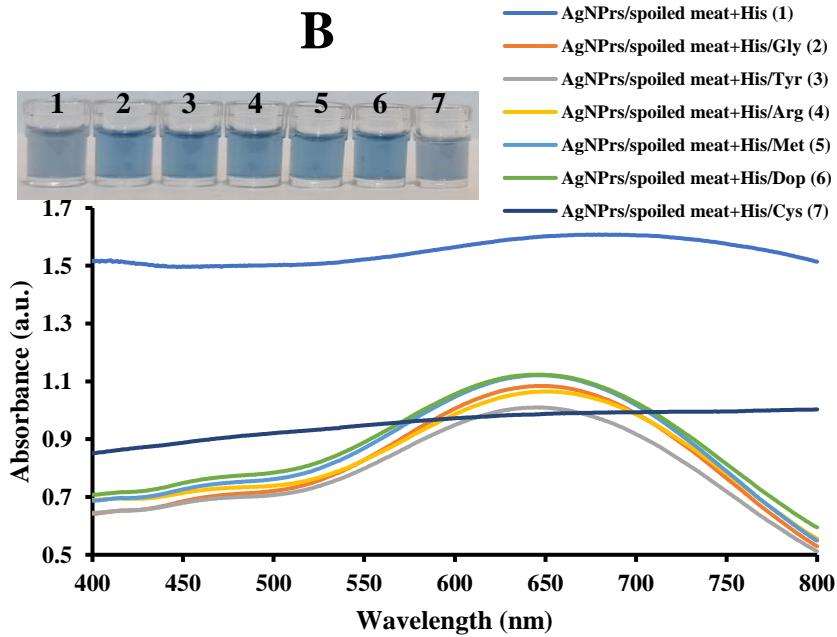 B
AgNPrs/spoiled meat+His (1)
AgNPrs/spoiled meat+His/Gly (2)
AgNPrs/spoiled meat+His/Tyr (3)
AgNPrs/spoiled meat+His/Arg (4)
AgNPrs/spoiled meat+His/Met (5)
AgNPrs/spoiled meat+His/Dop (6)
AgNPrs/spoiled meat+His/Cys (7)
1 2 3 4 5 6 7
Absorbance (a.u.)
1.7
1.5
1.3
1.1
0.9
0.7
0.5
400 450 500 550 600 650 700 750 800
Wavelength (nm)